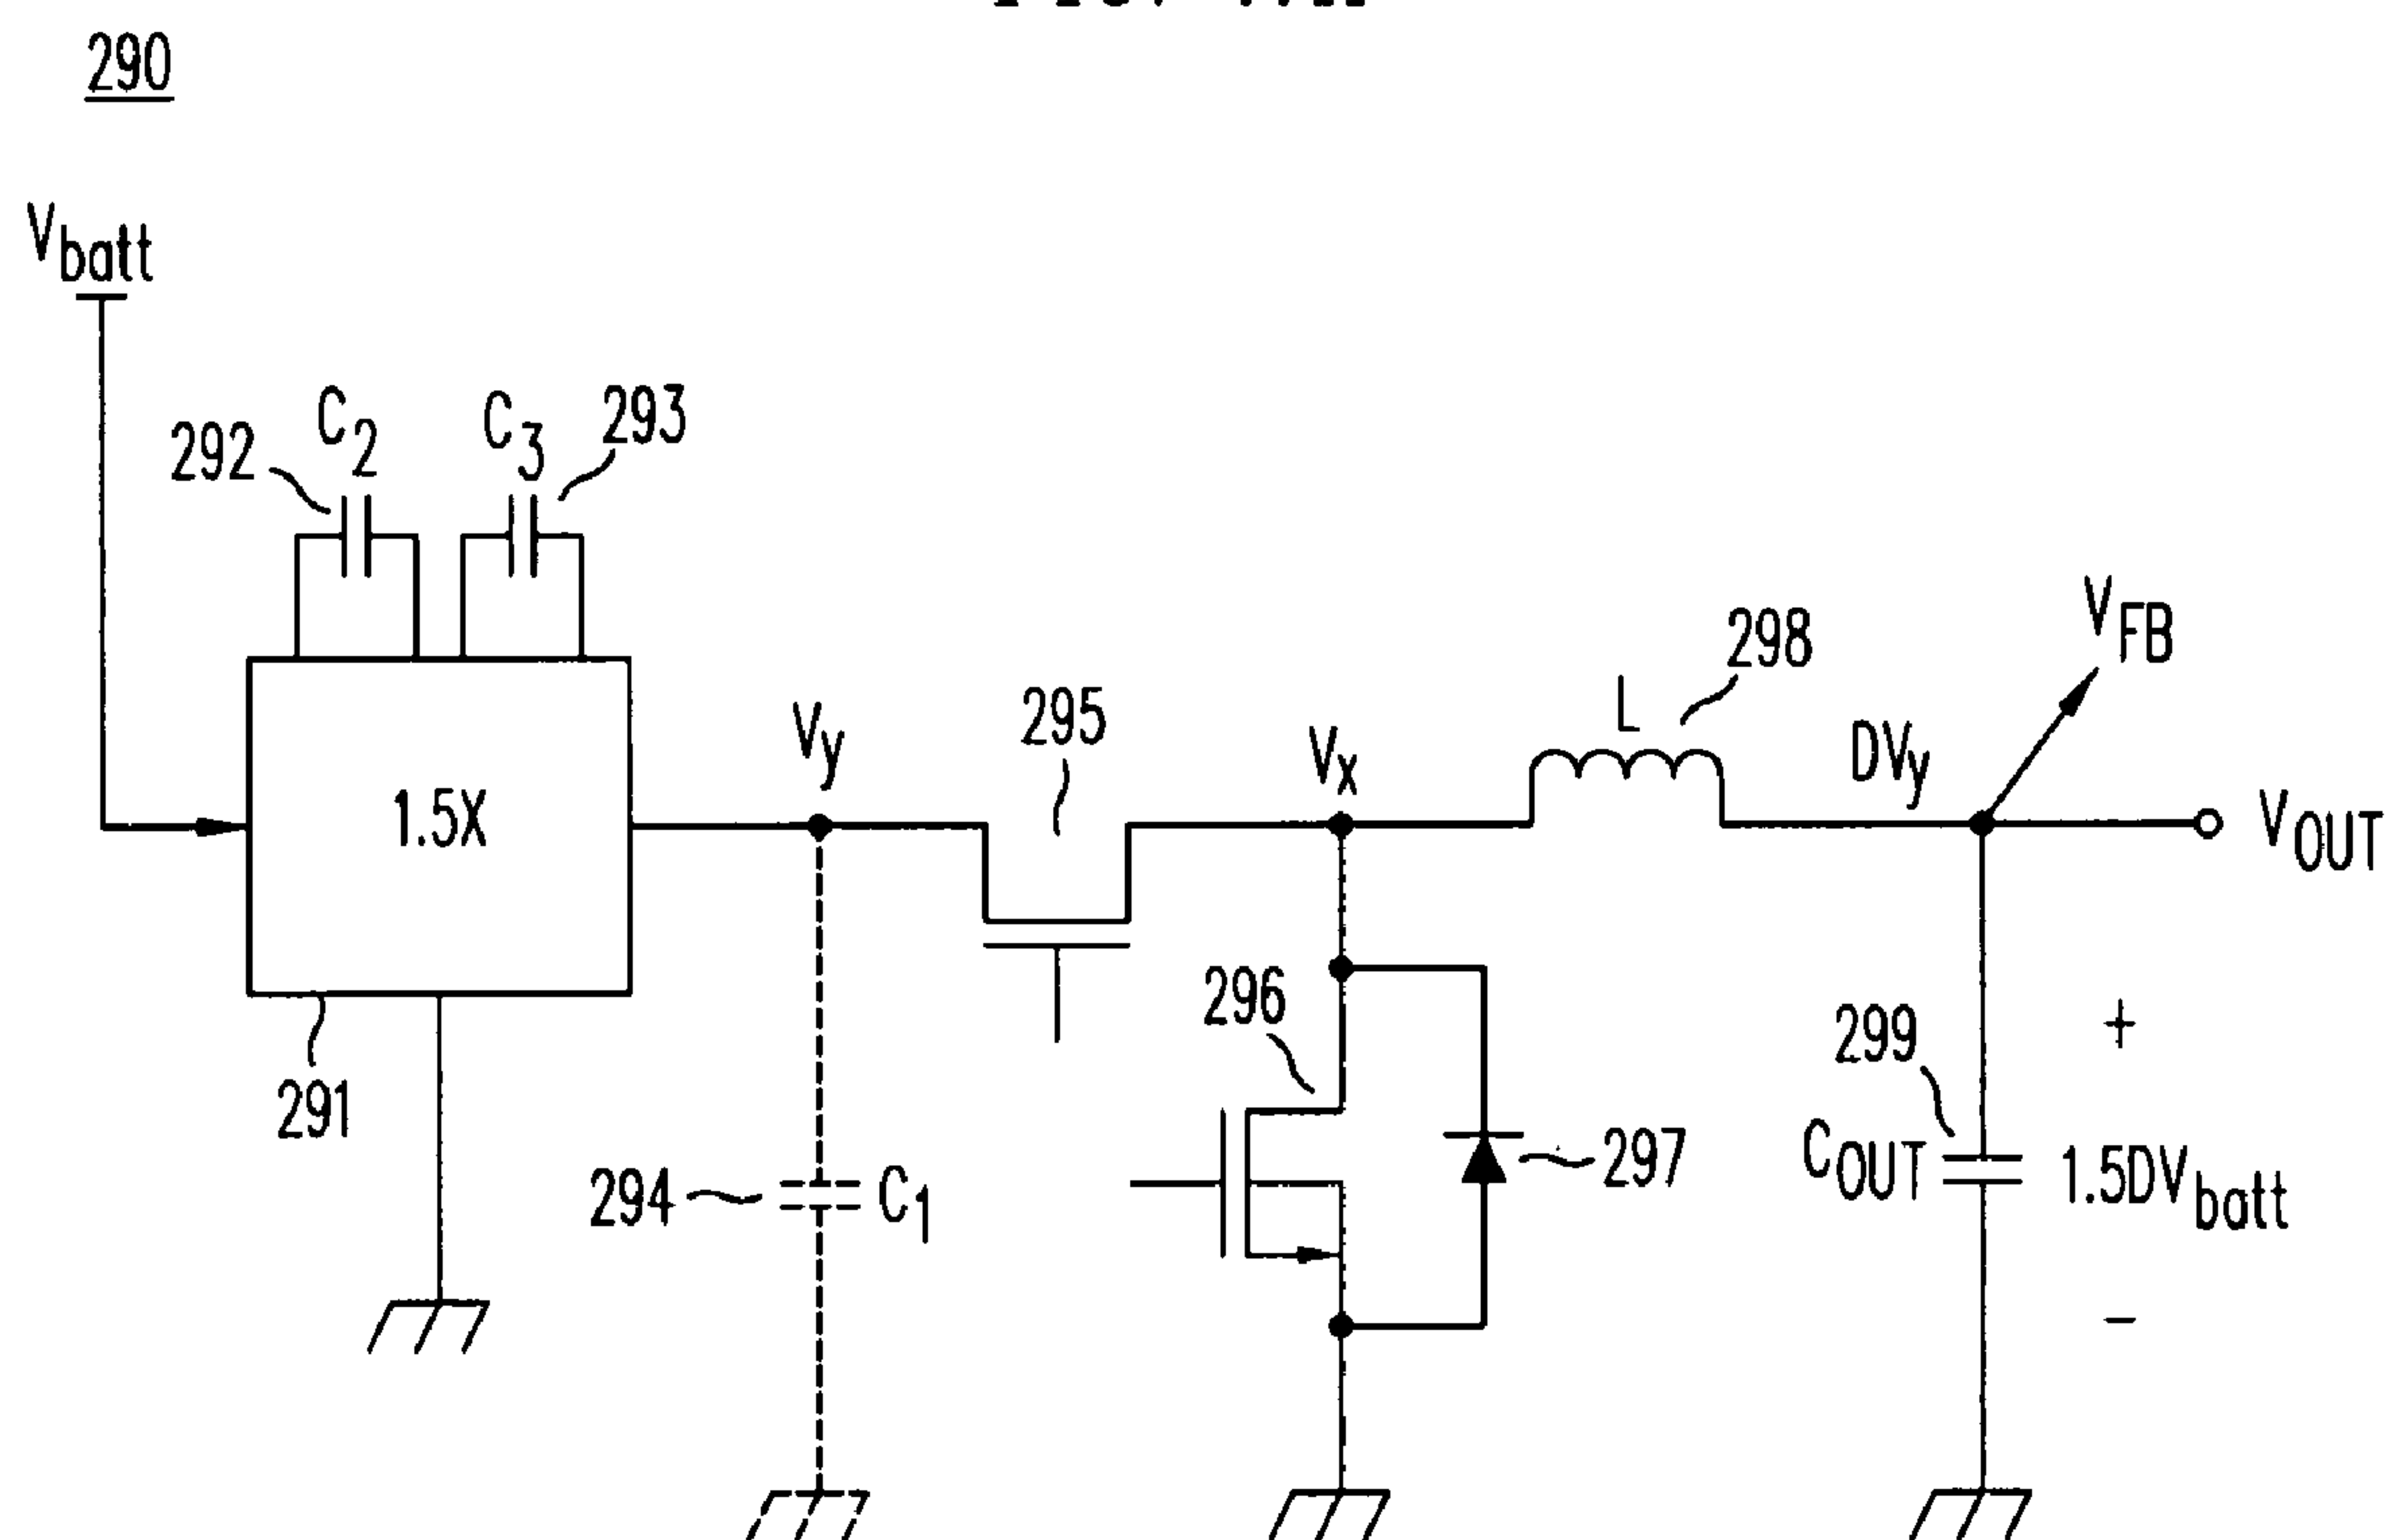 290
Vbatt
292
C2
C3
293
1.5X
291
Vy
295
Vx
L
298
DVy
VFB
VOUT
294
C1
296
297
299
COUT
+
1.5DVbatt
−